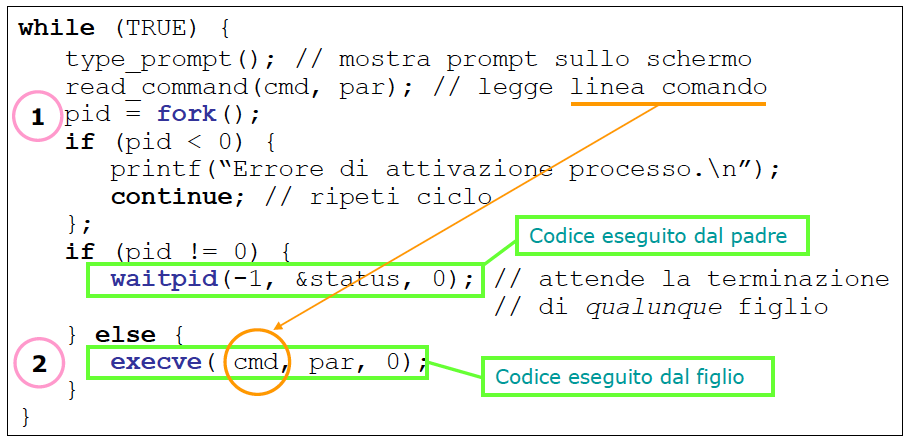 while (TRUE) {
type_prompt(); // mostra prompt sullo schermo
read_command(cmd, par); // legge linea comando
1 pid = fork();
if (pid < 0) {
printf(“Errore di attivazione processo.\n”);
continue; // ripeti ciclo
};
Codice eseguito dal padre
if (pid != 0) {
waitpid(-1, &status, 0); // attende la terminazione
// di qualunque figlio
} else {
2 execve( cmd, par, 0);
Codice eseguito dal figlio
}
}